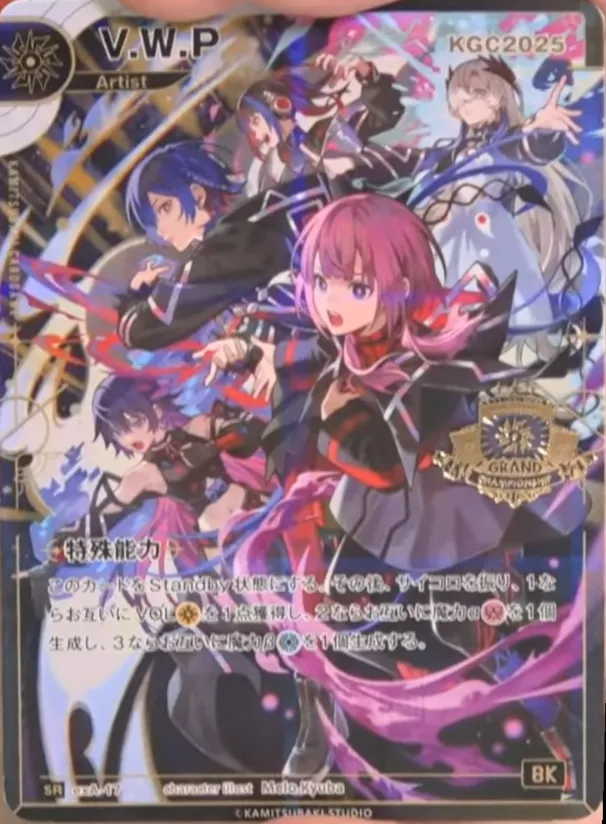 V.W.P
KGC2025
Artist
GRAND
CHAMPIONSHIP
特殊能力
このカードをStandby状態にする。その後、サイコロを振り、1な
らお互いにVOLを1点獲得し、2ならお互いに魔力αを1個
生成し、3ならお互いに魔力βを1個生成する。
BK
SR exA-17 character illust Melo.Kyuba
©KAMITSUBAKI STUDIO